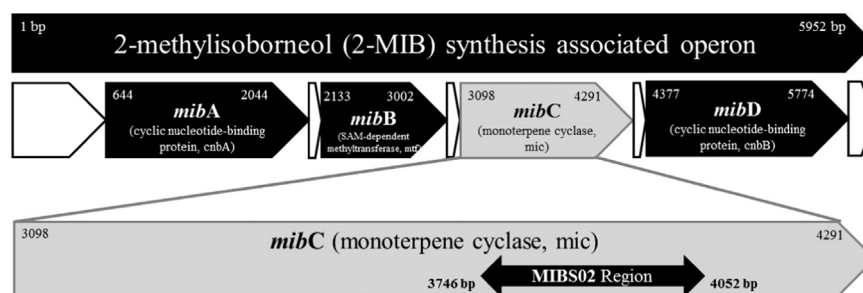 1 bp 5952 bp
2-methylisoborneol (2-MIB) synthesis associated operon
644 2044
mibA
(cyclic nucleotide-binding
protein, cnbA)
2133 3002
mibB
(SAM-dependent
methyltransferase, mtf)
3098 4291
mibC
(monoterpene cyclase,
mic)
4377 5774
mibD
(cyclic nucleotide-binding
protein, cnbB)
3098 4291
mibC (monoterpene cyclase, mic)
3746 bp MIBS02 Region 4052 bp